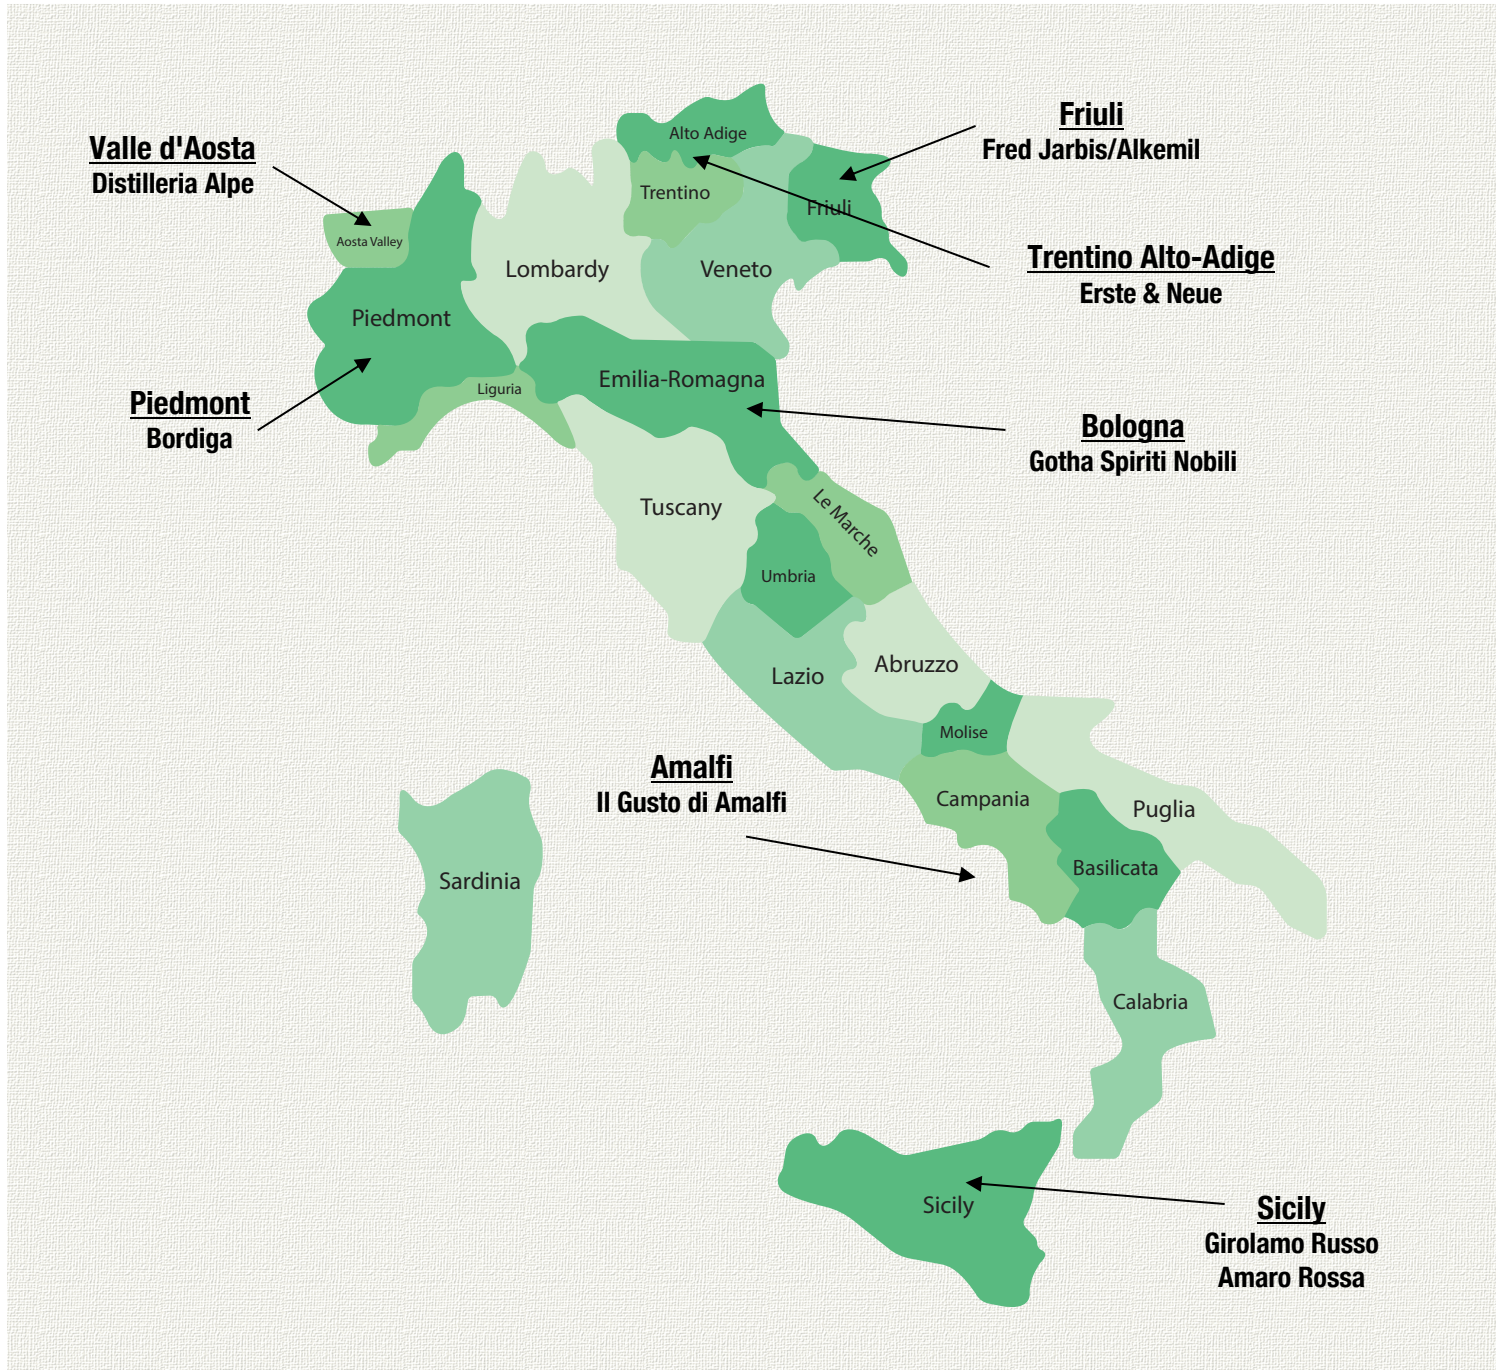 Valle d'Aosta
Distilleria Alpe
Friuli
Fred Jarbis/Alkemil
Alto Adige
Trentino
Friuli
Aosta Valley
Lombardy
Veneto
Trentino Alto-Adige
Erste & Neue
Piedmont
Emilia-Romagna
Liguria
Piedmont
Bordiga
Bologna
Gotha Spiriti Nobili
Tuscany
Le Marche
Umbria
Lazio
Abruzzo
Molise
Amalfi
Il Gusto di Amalfi
Campania
Puglia
Basilicata
Sardinia
Calabria
Sicily
Sicily
Girolamo Russo
Amaro Rossa